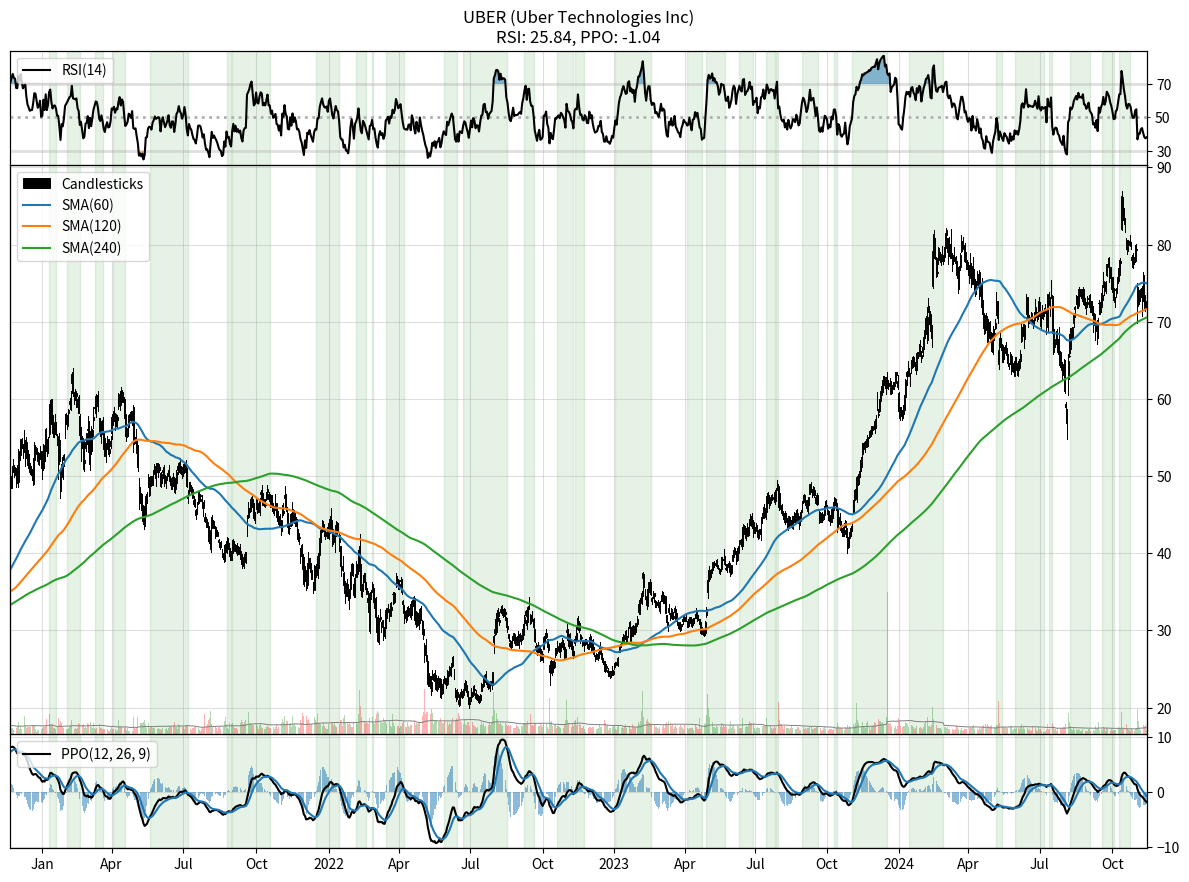 UBER (Uber Technologies Inc)
RSI: 25.84, PPO: -1.04
RSI(14)
70
50
30
90
Candlesticks
SMA(60)
SMA(120)
SMA(240)
80
70
60
50
40
30
20
PPO(12, 26, 9)
10
0
−10
Jan Apr Jul Oct 2022 Apr Jul Oct 2023 Apr Jul Oct 2024 Apr Jul Oct